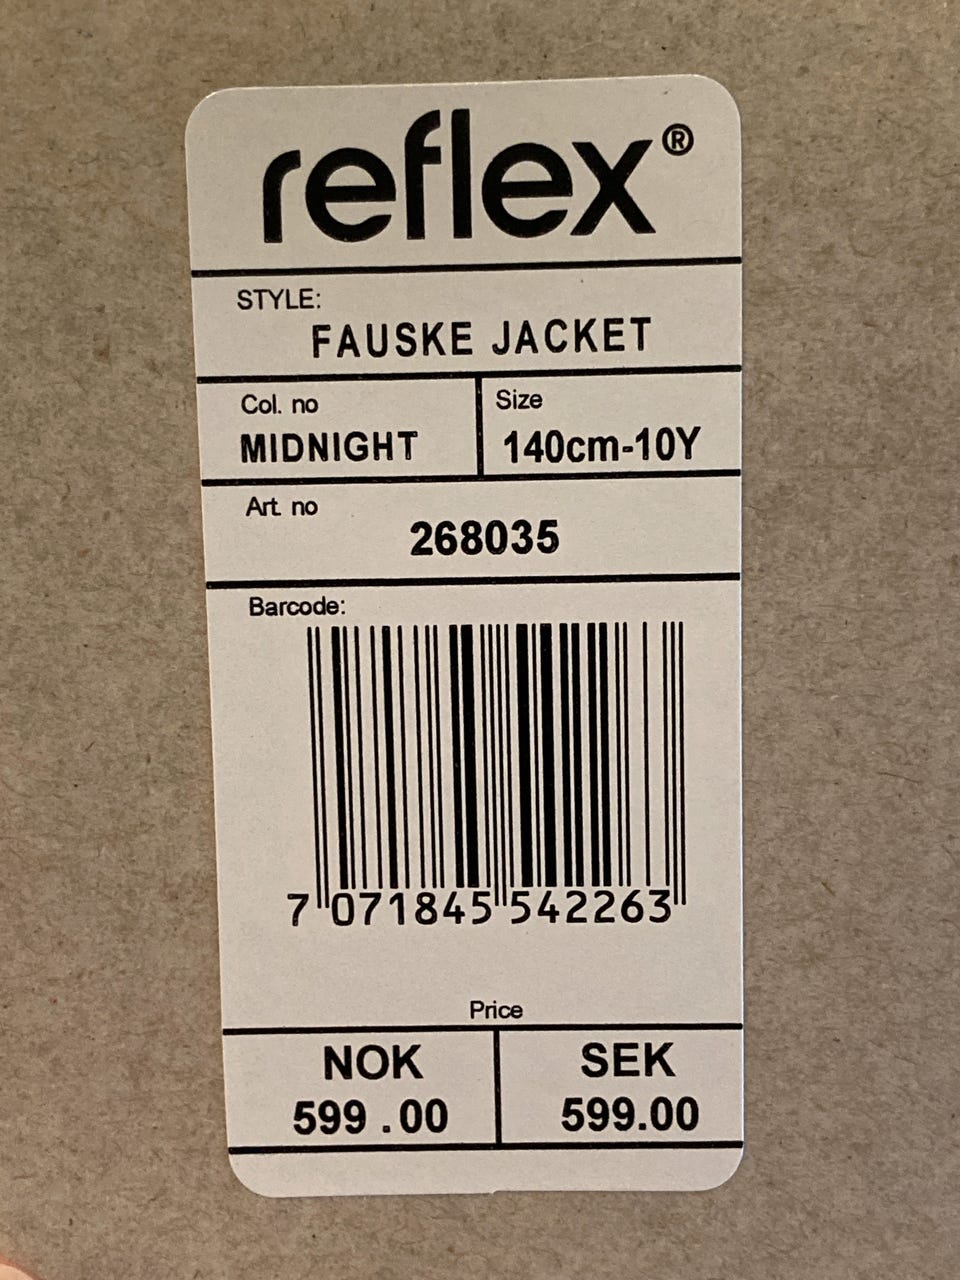 reflex®
STYLE:
FAUSKE JACKET
Col. no
MIDNIGHT
Size
140cm-10Y
Art. no
268035
Barcode:
7 071845 542263
Price
NOK
599 .00
SEK
599.00